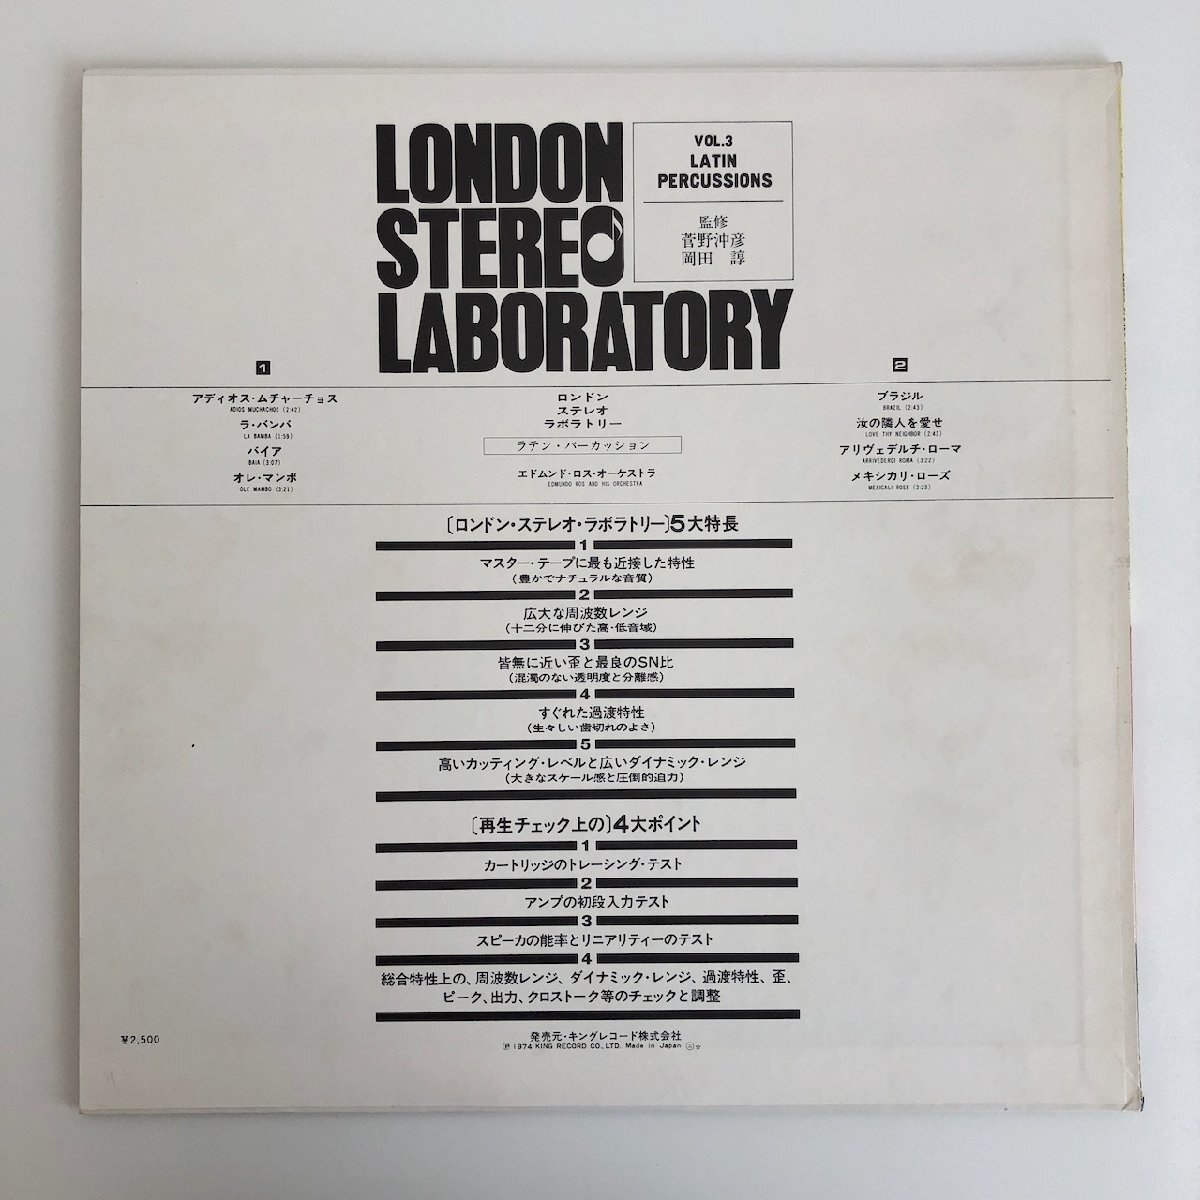 LONDON
STEREO
LABORATORY
VOL.3
LATIN
PERCUSSIONS
監修
菅野沖彦
岡田 諄
1
アディオス・ムチャーチョス
ADIOS MUCHACHOS (2:42)
ラ・バンバ
LA BAMBA (1:59)
バイア
BAIA (3:07)
オレ・マンボ
OLE MAMBO (3:21)
ロンドン
ステレオ
ラボラトリー
ラテン・パーカッション
エドムンド・ロス・オーケストラ
EDMUNDO ROS AND HIS ORCHESTRA
2
ブラジル
BRAZIL (2:43)
汝の隣人を愛せ
LOVE THY NEIGHBOR (2:43)
アリヴェデルチ・ローマ
ARRIVEDERCI ROMA (3:22)
メキシカリ・ローズ
MEXICALI ROSE
〔ロンドン・ステレオ・ラボラトリー〕5大特長
1
マスター・テープに最も近接した特性
(豊かでナチュラルな音質)
2
広大な周波数レンジ
(十二分に伸びた高・低音域)
3
皆無に近い歪と最良のSN比
(混濁のない透明度と分離感)
4
すぐれた過渡特性
(生々しい歯切れのよさ)
5
高いカッティング・レベルと広いダイナミック・レンジ
(大きなスケール感と圧倒的迫力)
〔再生チェック上の〕4大ポイント
1
カートリッジのトレーシング・テスト
2
アンプの初段入力テスト
3
スピーカの能率とリニアリティーのテスト
4
総合特性上の、周波数レンジ、ダイナミック・レンジ、過渡特性、歪、
ピーク、出力、クロストーク等のチェックと調整
¥2,500
発売元・キングレコード株式会社
Ⓟ 1974 KING RECORD CO., LTD. Made in Japan